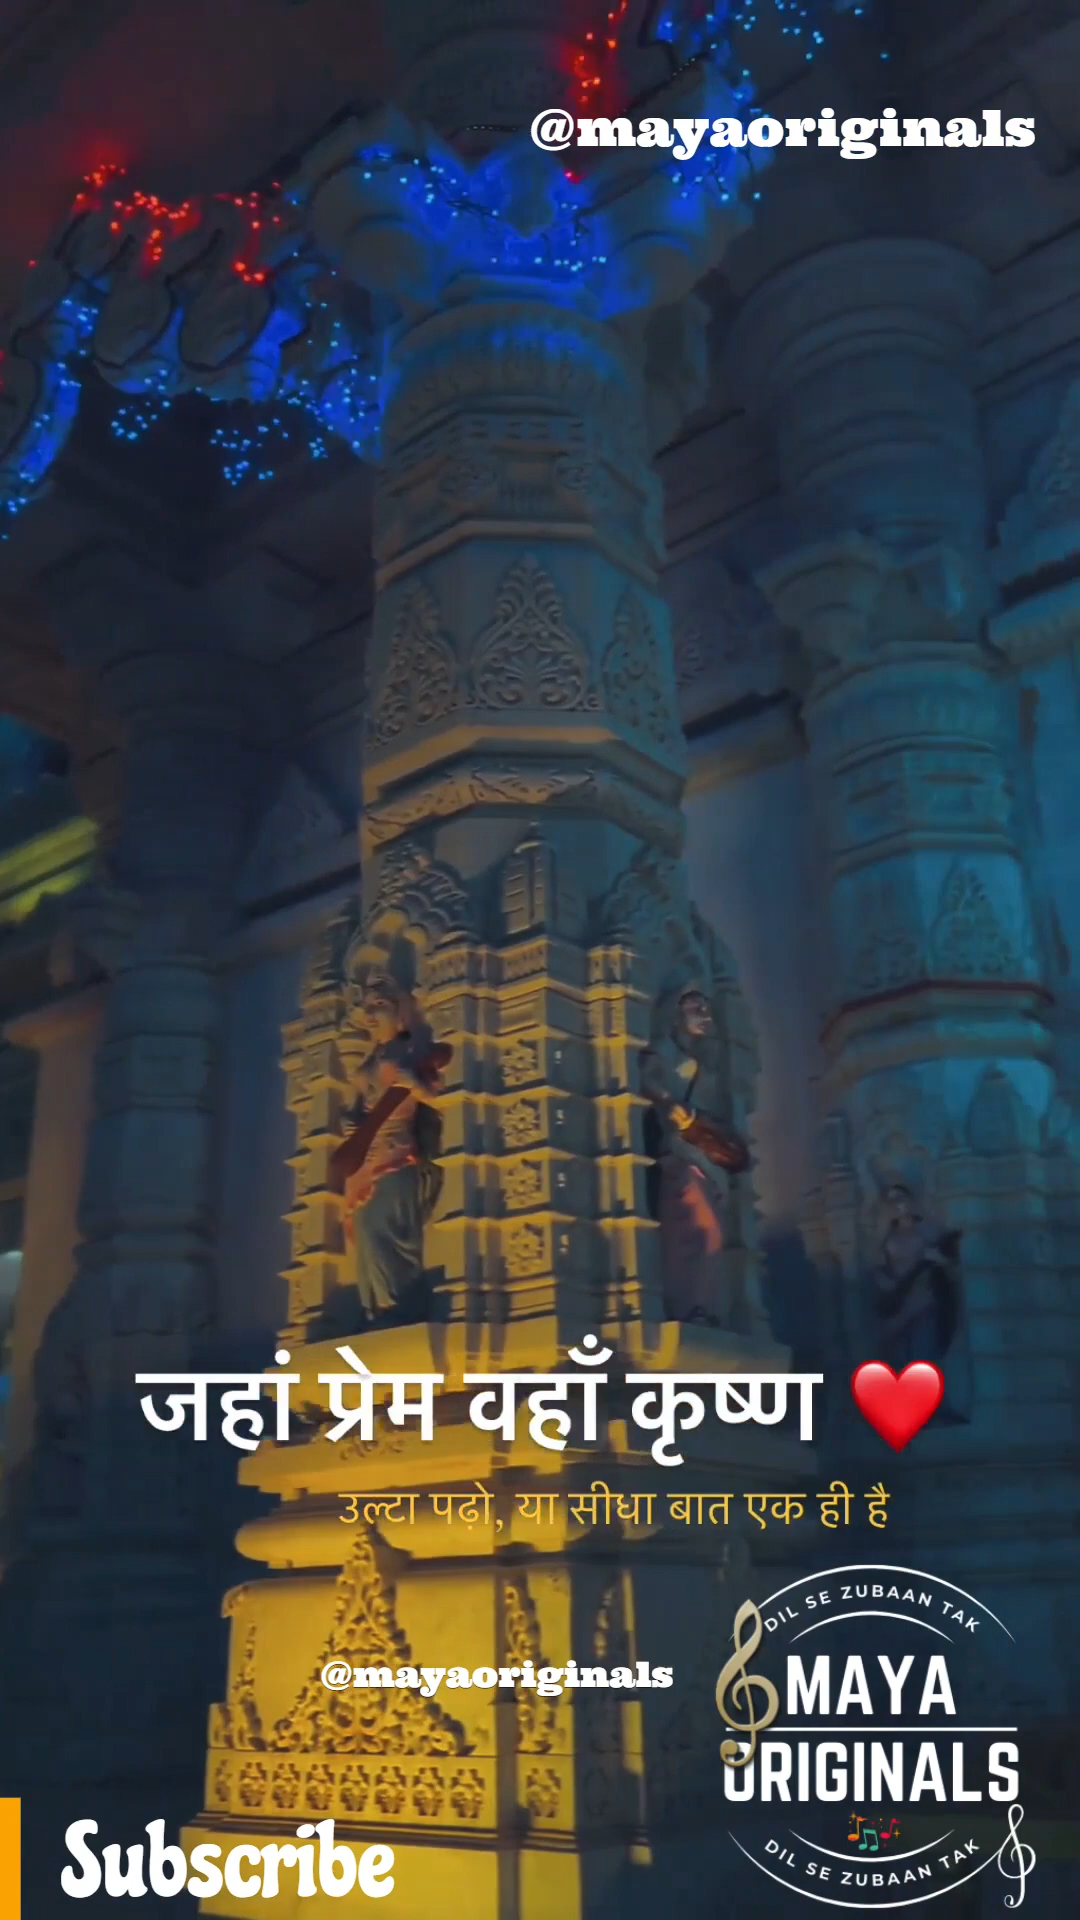 @mayaoriginals
जहां प्रेम वहाँ कृष्ण ❤️
उल्टा पढ़ो, या सीधा बात एक ही है
DIL SE ZUBAAN TAK
MAYA
ORIGINALS
DIL SE ZUBAAN TAK
@mayaoriginals
Subscribe